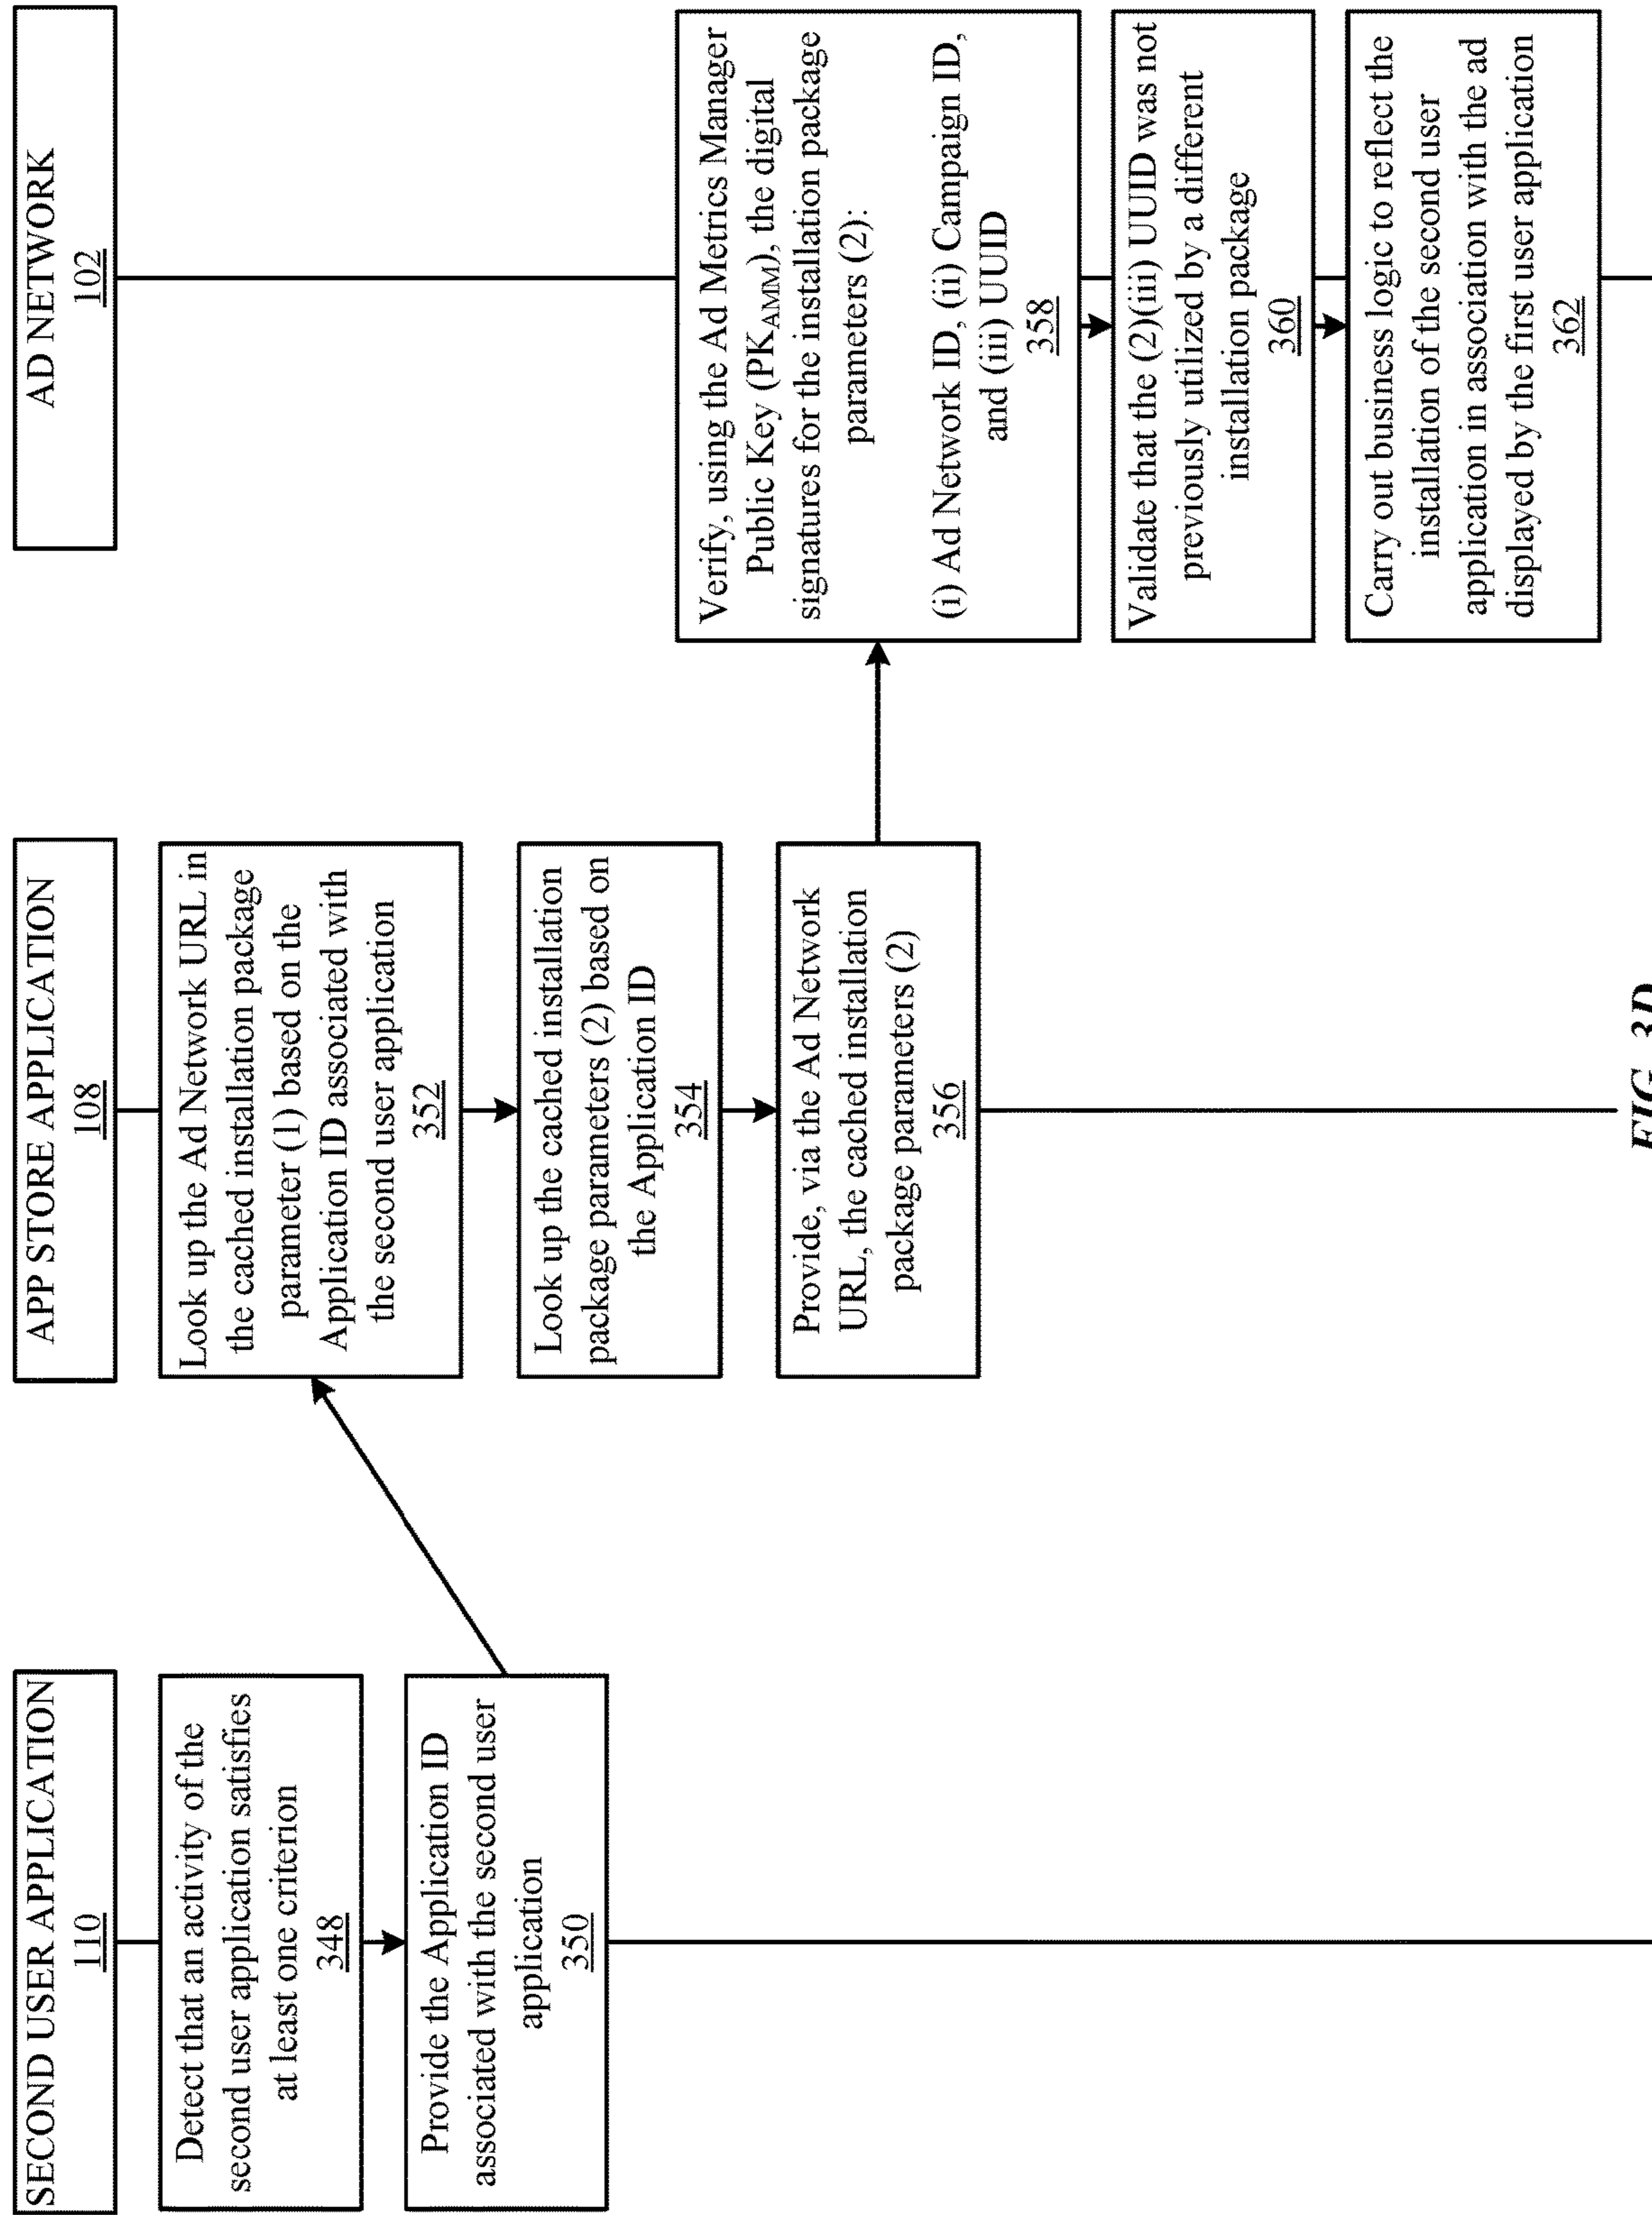 SECOND USER APPLICATION
110
Detect that an activity of the
second user application satisfies
at least one criterion
348
Provide the Application ID
associated with the second user
application
350
APP STORE APPLICATION
108
Look up the Ad Network URL in
the cached installation package
parameter (1) based on the
Application ID associated with
the second user application
352
Look up the cached installation
package parameters (2) based on
the Application ID
354
Provide, via the Ad Network
URL, the cached installation
package parameters (2)
356
AD NETWORK
102
Verify, using the Ad Metrics Manager
Public Key (PKAMM), the digital
signatures for the installation package
parameters (2):
(i) Ad Network ID, (ii) Campaign ID,
and (iii) UUID
358
Validate that the (2)(iii) UUID was not
previously utilized by a different
installation package
360
Carry out business logic to reflect the
installation of the second user
application in association with the ad
displayed by the first user application
362
FIG. 3D